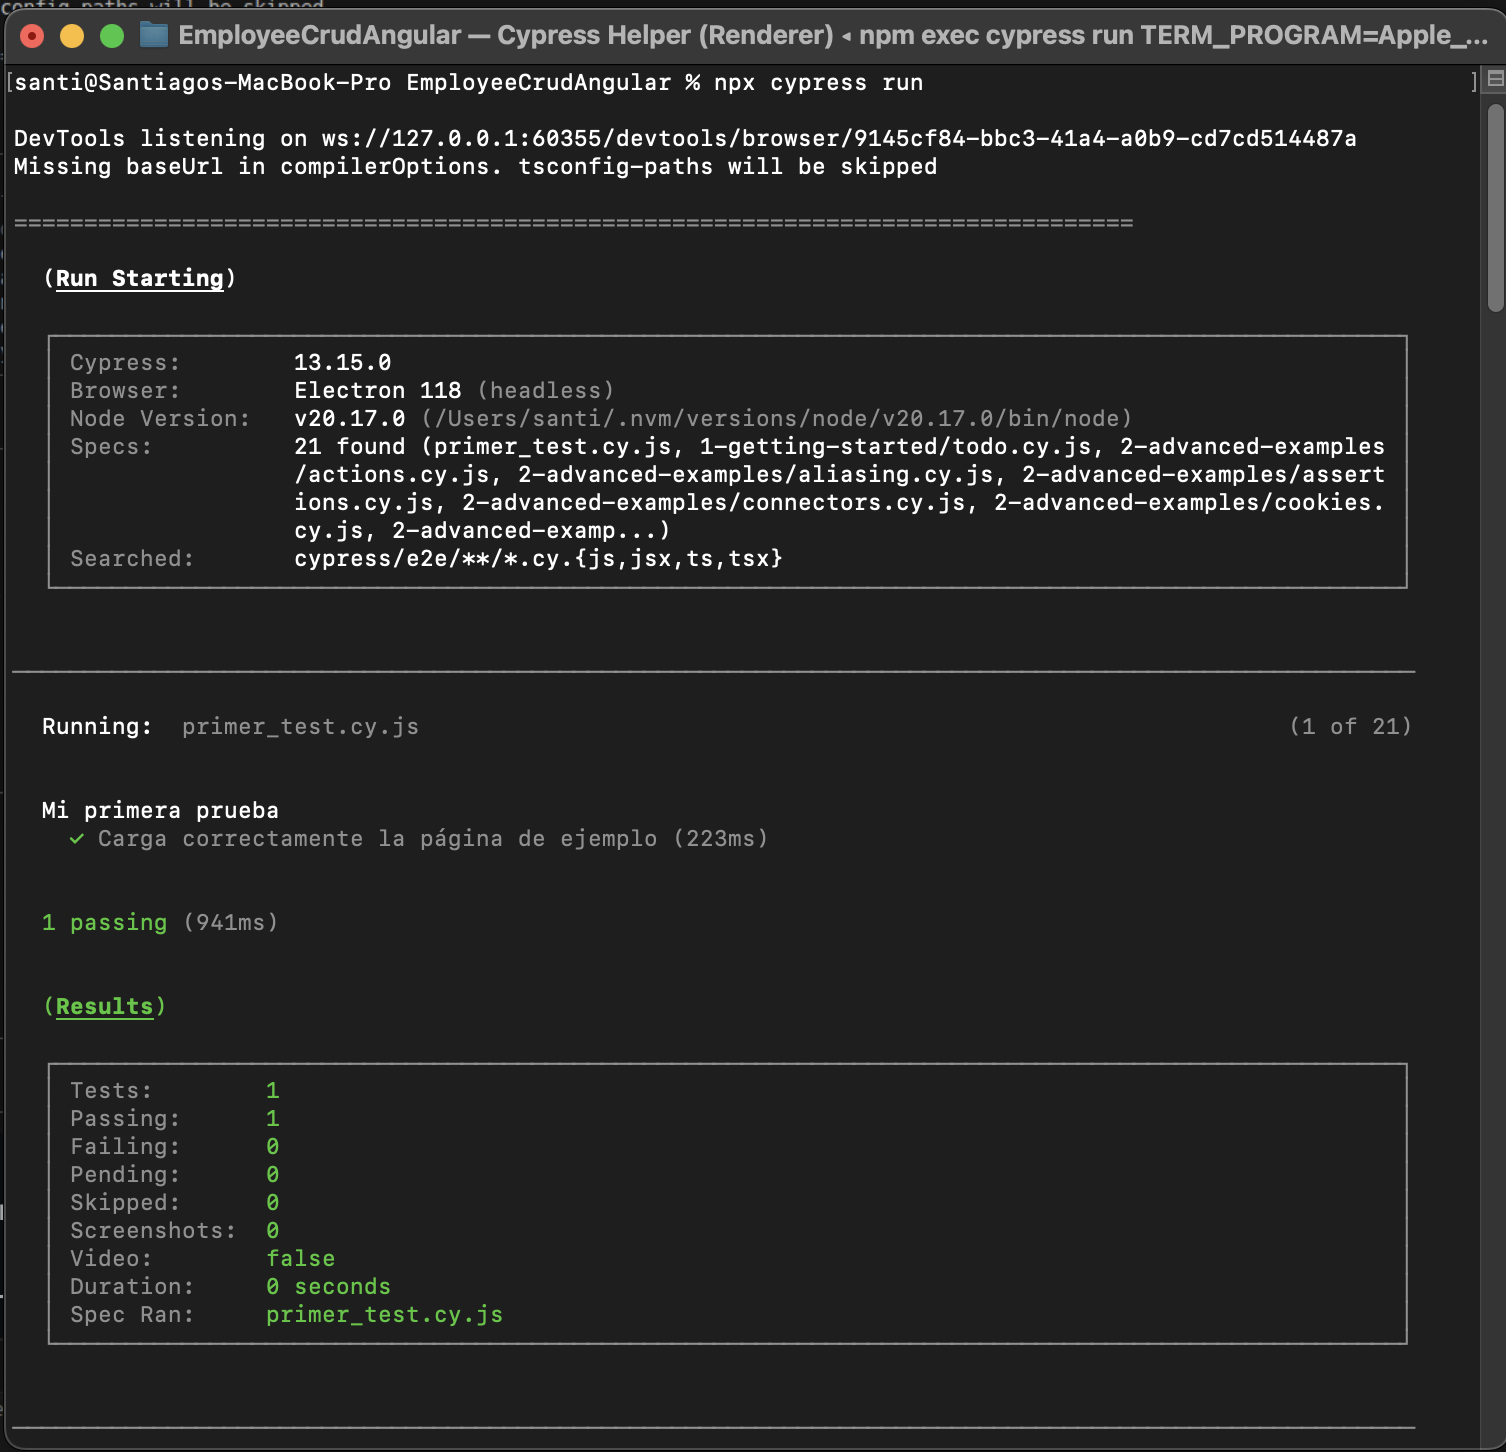 config paths will be skipped
EmployeeCrudAngular — Cypress Helper (Renderer) ◂ npm exec cypress run TERM_PROGRAM=Apple_...
[santi@Santiagos-MacBook-Pro EmployeeCrudAngular % npx cypress run ]
DevTools listening on ws://127.0.0.1:60355/devtools/browser/9145cf84-bbc3-41a4-a0b9-cd7cd514487a
Missing baseUrl in compilerOptions. tsconfig-paths will be skipped
================================================================================
(Run Starting)
Cypress: 13.15.0
Browser: Electron 118 (headless)
Node Version: v20.17.0 (/Users/santi/.nvm/versions/node/v20.17.0/bin/node)
Specs: 21 found (primer_test.cy.js, 1-getting-started/todo.cy.js, 2-advanced-examples
/actions.cy.js, 2-advanced-examples/aliasing.cy.js, 2-advanced-examples/assert
ions.cy.js, 2-advanced-examples/connectors.cy.js, 2-advanced-examples/cookies.
cy.js, 2-advanced-examp...)
Searched: cypress/e2e/**/*.cy.{js,jsx,ts,tsx}
Running: primer_test.cy.js (1 of 21)
Mi primera prueba
✓ Carga correctamente la página de ejemplo (223ms)
1 passing (941ms)
(Results)
Tests: 1
Passing: 1
Failing: 0
Pending: 0
Skipped: 0
Screenshots: 0
Video: false
Duration: 0 seconds
Spec Ran: primer_test.cy.js